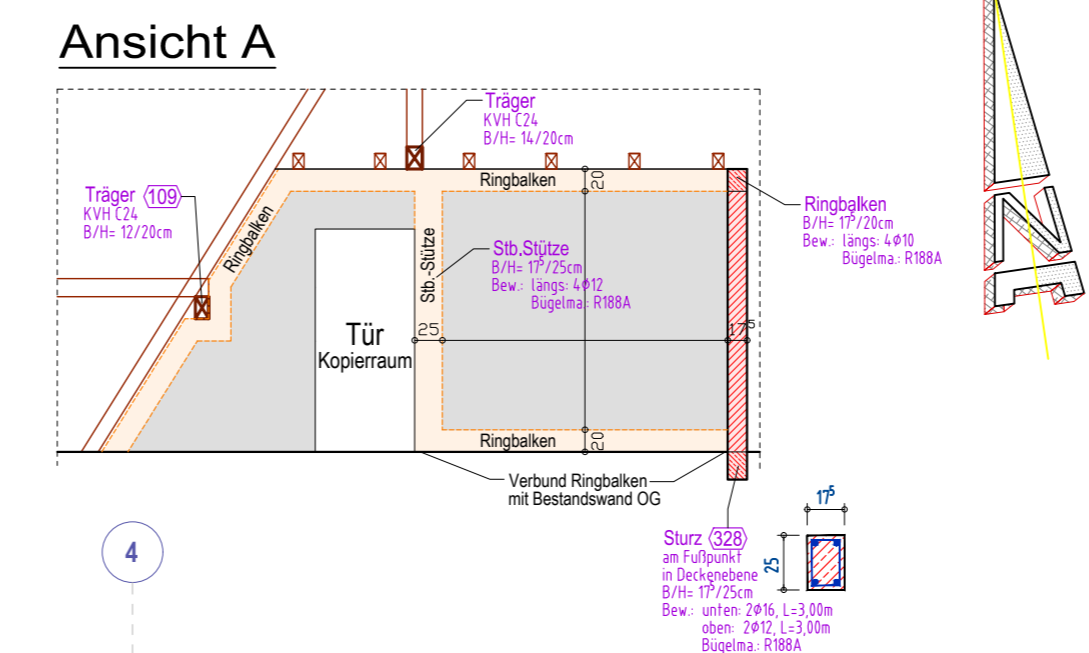 Ansicht A
Träger
KVH C24
B/H= 14/20cm
Träger 109
KVH C24
B/H= 12/20cm
Ringbalken
20
Ringbalken
Ringbalken
B/H= 17⁵/20cm
Bew.: längs: 4Φ10
Bügelma.: R188A
Stb.-Stütze
Stb.Stütze
B/H= 17⁵/25cm
Bew.: längs: 4Φ12
Bügelma.: R188A
25
17⁵
Tür
Kopierraum
Ringbalken
20
Verbund Ringbalken
mit Bestandswand OG
4
Sturz 328
am Fußpunkt
in Deckenebene
B/H= 17⁵/25cm
Bew.: unten: 2Φ16, L=3,00m
oben: 2Φ12, L=3,00m
Bügelma.: R188A
17⁵
25
N